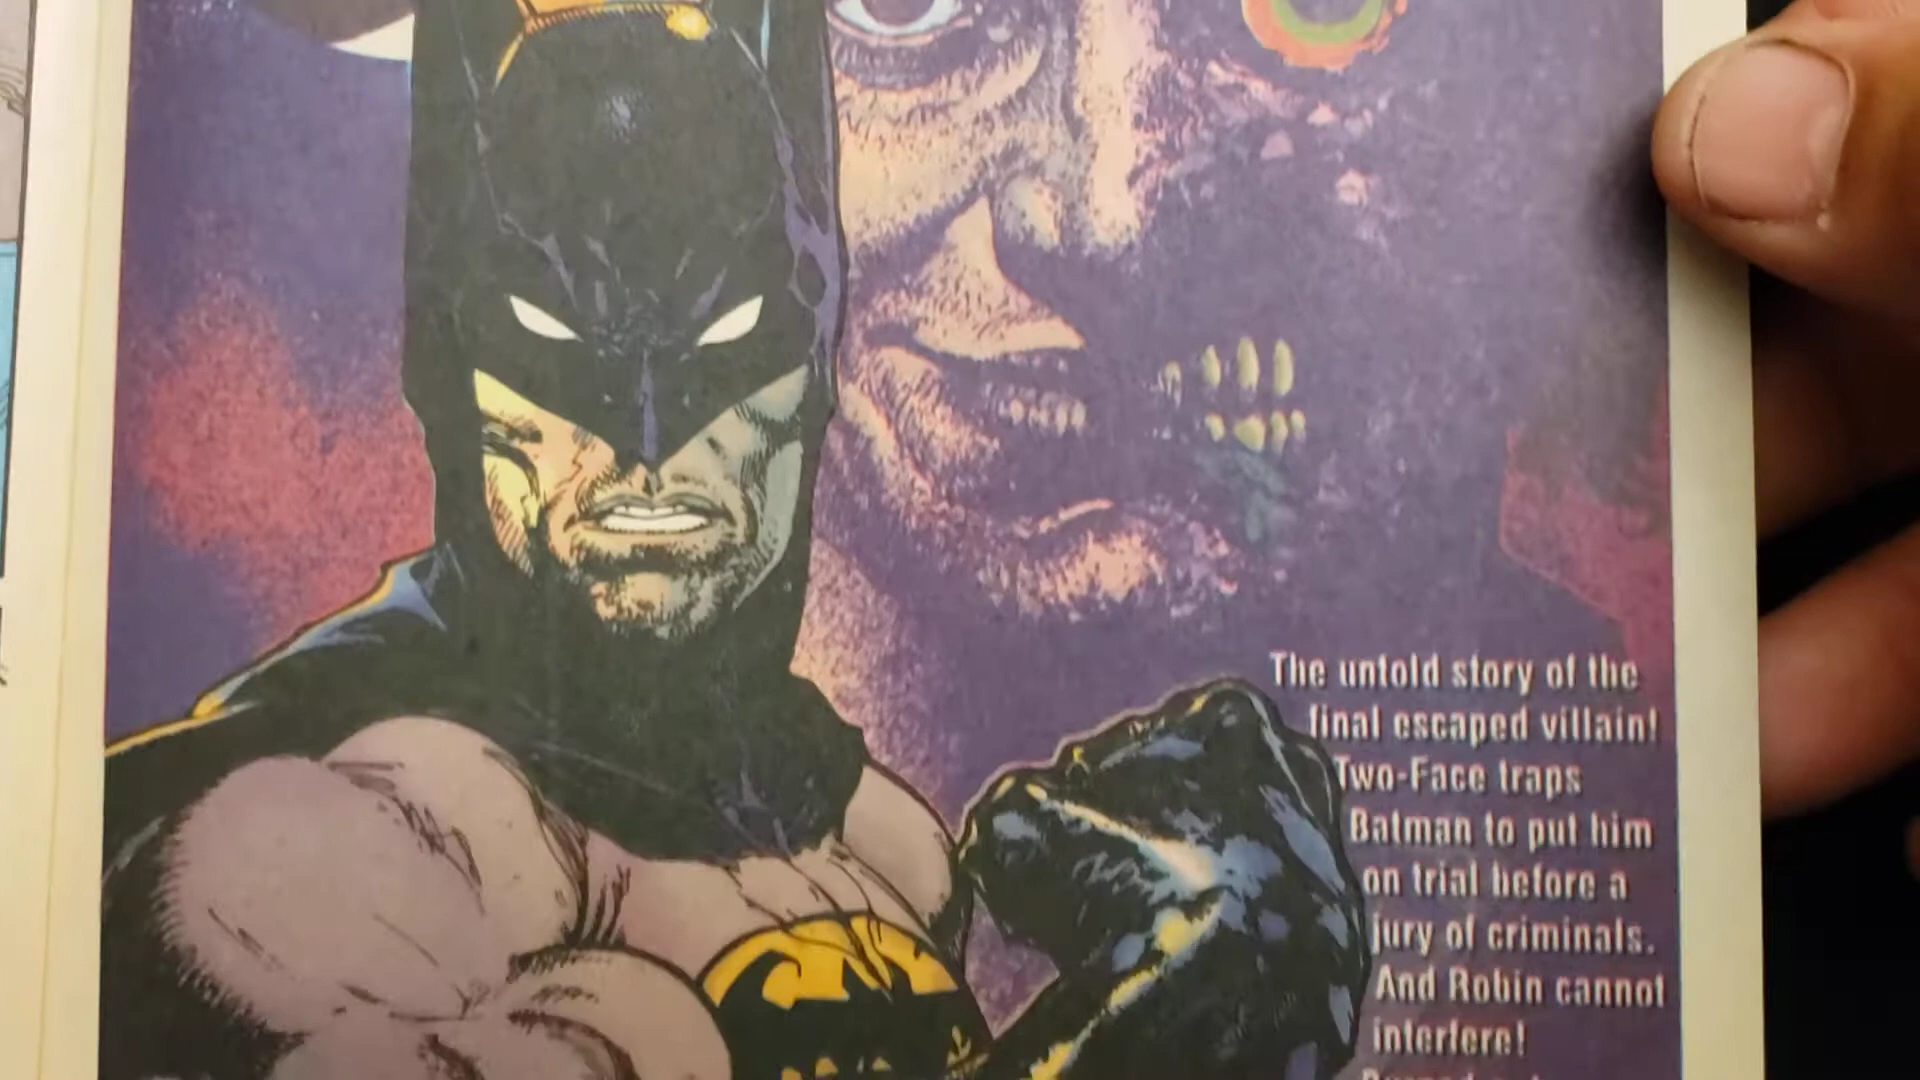 The untold story of the
final escaped villain!
Two-Face traps
Batman to put him
on trial before a
jury of criminals.
And Robin cannot
interfere!